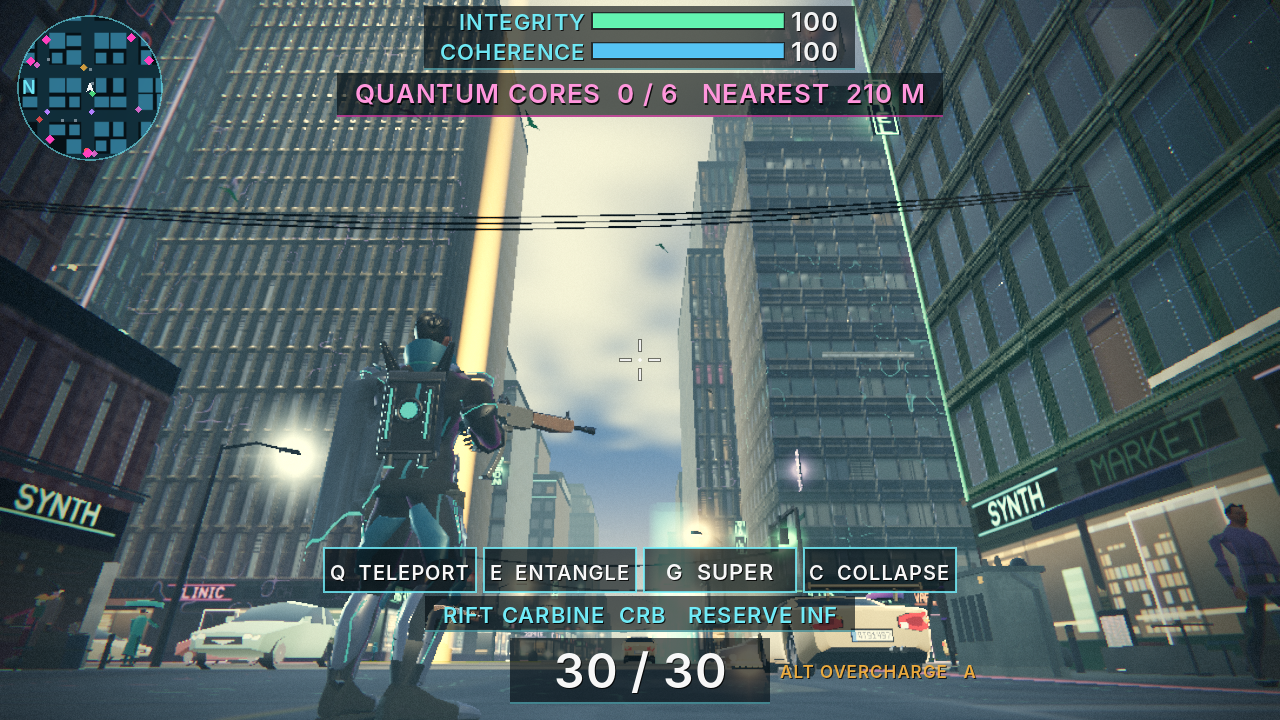 INTEGRITY 100
COHERENCE 100
QUANTUM CORES 0 / 6 NEAREST 210 M
N
E
MARKET
SYNTH
SYNTH
LINIC
Q TELEPORT
E ENTANGLE
G SUPER
C COLLAPSE
RIFT CARBINE CRB RESERVE INF
30 / 30
ALT OVERCHARGE A